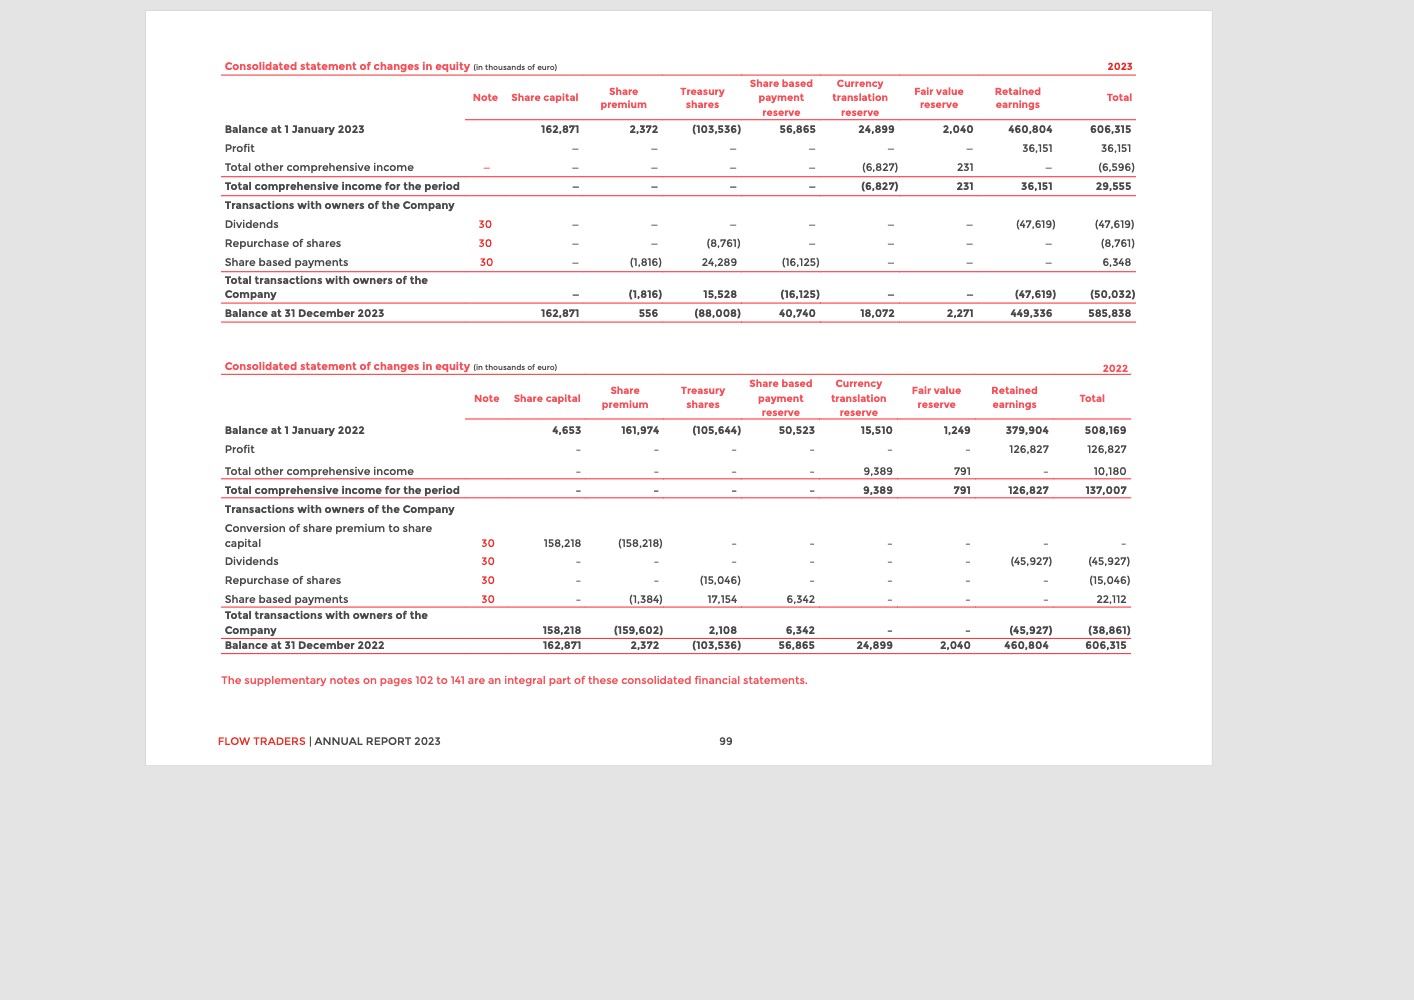 Consolidated statement of changes in equity (in thousands of euro) 2023
Note Share capital Share premium Treasury shares Share based payment reserve Currency translation reserve Fair value reserve Retained earnings Total
Balance at 1 January 2023 162,871 2,372 (103,536) 56,865 24,899 2,040 460,804 606,315
Profit – – – – – – 36,151 36,151
Total other comprehensive income – – – – – (6,827) 231 – (6,596)
Total comprehensive income for the period – – – – (6,827) 231 36,151 29,555
Transactions with owners of the Company
Dividends 30 – – – – – – (47,619) (47,619)
Repurchase of shares 30 – – (8,761) – – – – (8,761)
Share based payments 30 – (1,816) 24,289 (16,125) – – – 6,348
Total transactions with owners of the
Company – (1,816) 15,528 (16,125) – – (47,619) (50,032)
Balance at 31 December 2023 162,871 556 (88,008) 40,740 18,072 2,271 449,336 585,838
Consolidated statement of changes in equity (in thousands of euro) 2022
Note Share capital Share premium Treasury shares Share based payment reserve Currency translation reserve Fair value reserve Retained earnings Total
Balance at 1 January 2022 4,653 161,974 (105,644) 50,523 15,510 1,249 379,904 508,169
Profit – – – – – – 126,827 126,827
Total other comprehensive income – – – – 9,389 791 – 10,180
Total comprehensive income for the period – – – – 9,389 791 126,827 137,007
Transactions with owners of the Company
Conversion of share premium to share
capital 30 158,218 (158,218) – – – – – –
Dividends 30 – – – – – – (45,927) (45,927)
Repurchase of shares 30 – – (15,046) – – – – (15,046)
Share based payments 30 – (1,384) 17,154 6,342 – – – 22,112
Total transactions with owners of the
Company 158,218 (159,602) 2,108 6,342 – – (45,927) (38,861)
Balance at 31 December 2022 162,871 2,372 (103,536) 56,865 24,899 2,040 460,804 606,315
The supplementary notes on pages 102 to 141 are an integral part of these consolidated financial statements.
FLOW TRADERS | ANNUAL REPORT 2023 99